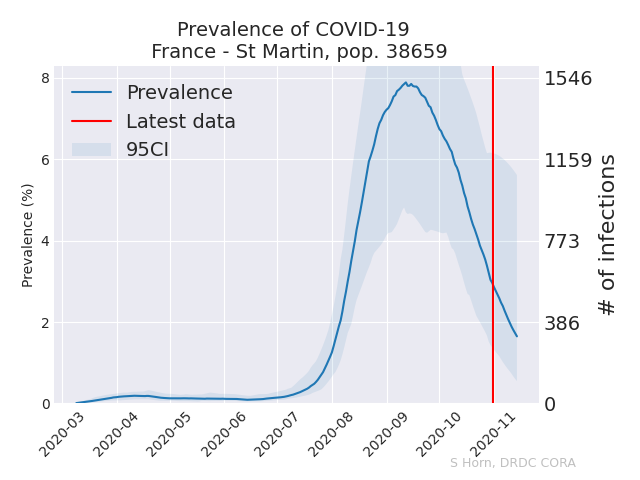 Prevalence of COVID-19
France - St Martin, pop. 38659
Prevalence
Latest data
95CI
Prevalence (%)
8
6
4
2
0
1546
1159
773
386
0
# of infections
2020-03
2020-04
2020-05
2020-06
2020-07
2020-08
2020-09
2020-10
2020-11
S Horn, DRDC CORA